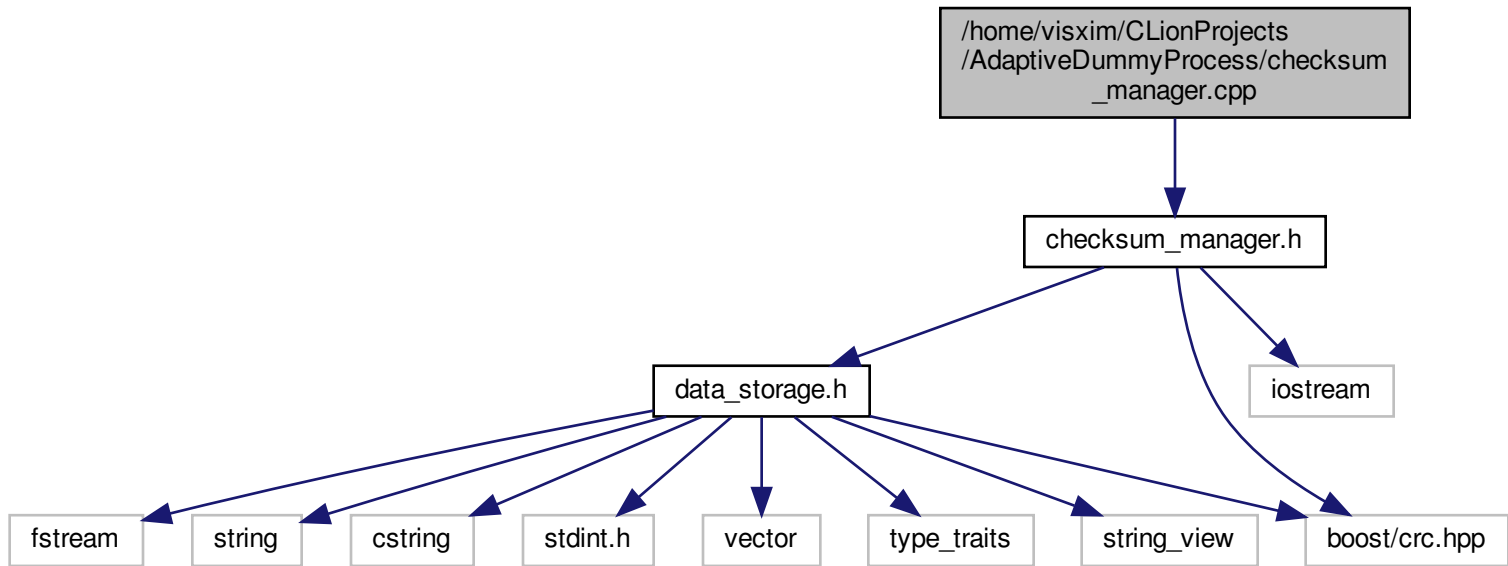 /home/visxim/CLionProjects
/AdaptiveDummyProcess/checksum
_manager.cpp
checksum_manager.h
data_storage.h
iostream
fstream
string
cstring
stdint.h
vector
type_traits
string_view
boost/crc.hpp